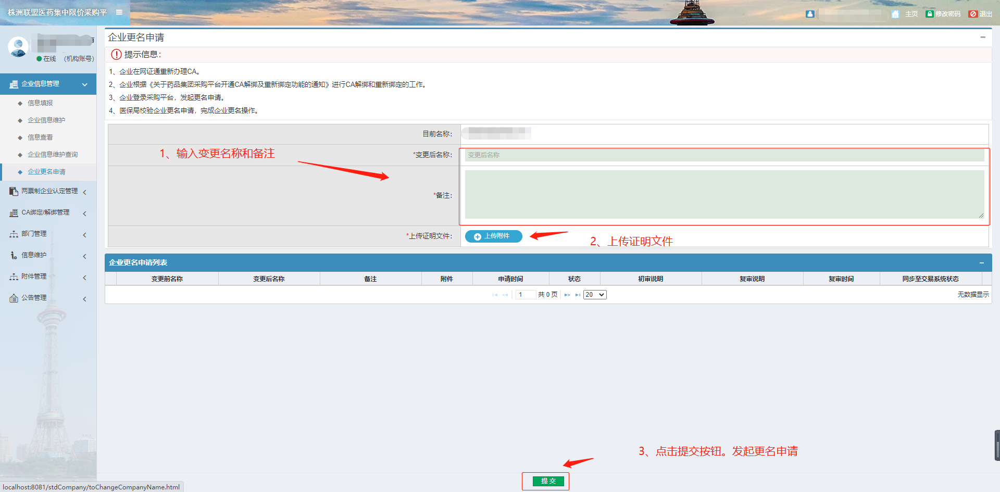 株洲联盟医药集中限价采购平
主页
修改密码
退出
在线 (机构账号)
企业信息管理
信息填报
企业信息维护
信息查看
企业信息维护查询
企业更名申请
两票制企业认定管理
CA绑定/解绑管理
部门管理
信息维护
附件管理
公告管理
企业更名申请
提示信息：
1、企业在网证通重新办理CA。
2、企业根据《关于药品集团采购平台开通CA解绑及重新绑定功能的通知》进行CA解绑和重新绑定的工作。
3、企业登录采购平台，发起更名申请。
4、医保局校验企业更名申请，完成企业更名操作。
目前名称：
1、输入变更名称和备注
*变更后名称：
变更后名称
*备注：
*上传证明文件：
上传附件
2、上传证明文件
企业更名申请列表
变更前名称 变更后名称 备注 附件 申请时间 状态 初审说明 复审说明 复审时间 同步至交易系统状态
1 共 0 页 20
无数据显示
3、点击提交按钮。发起更名申请
提 交
localhost:8081/stdCompany/toChangeCompanyName.html